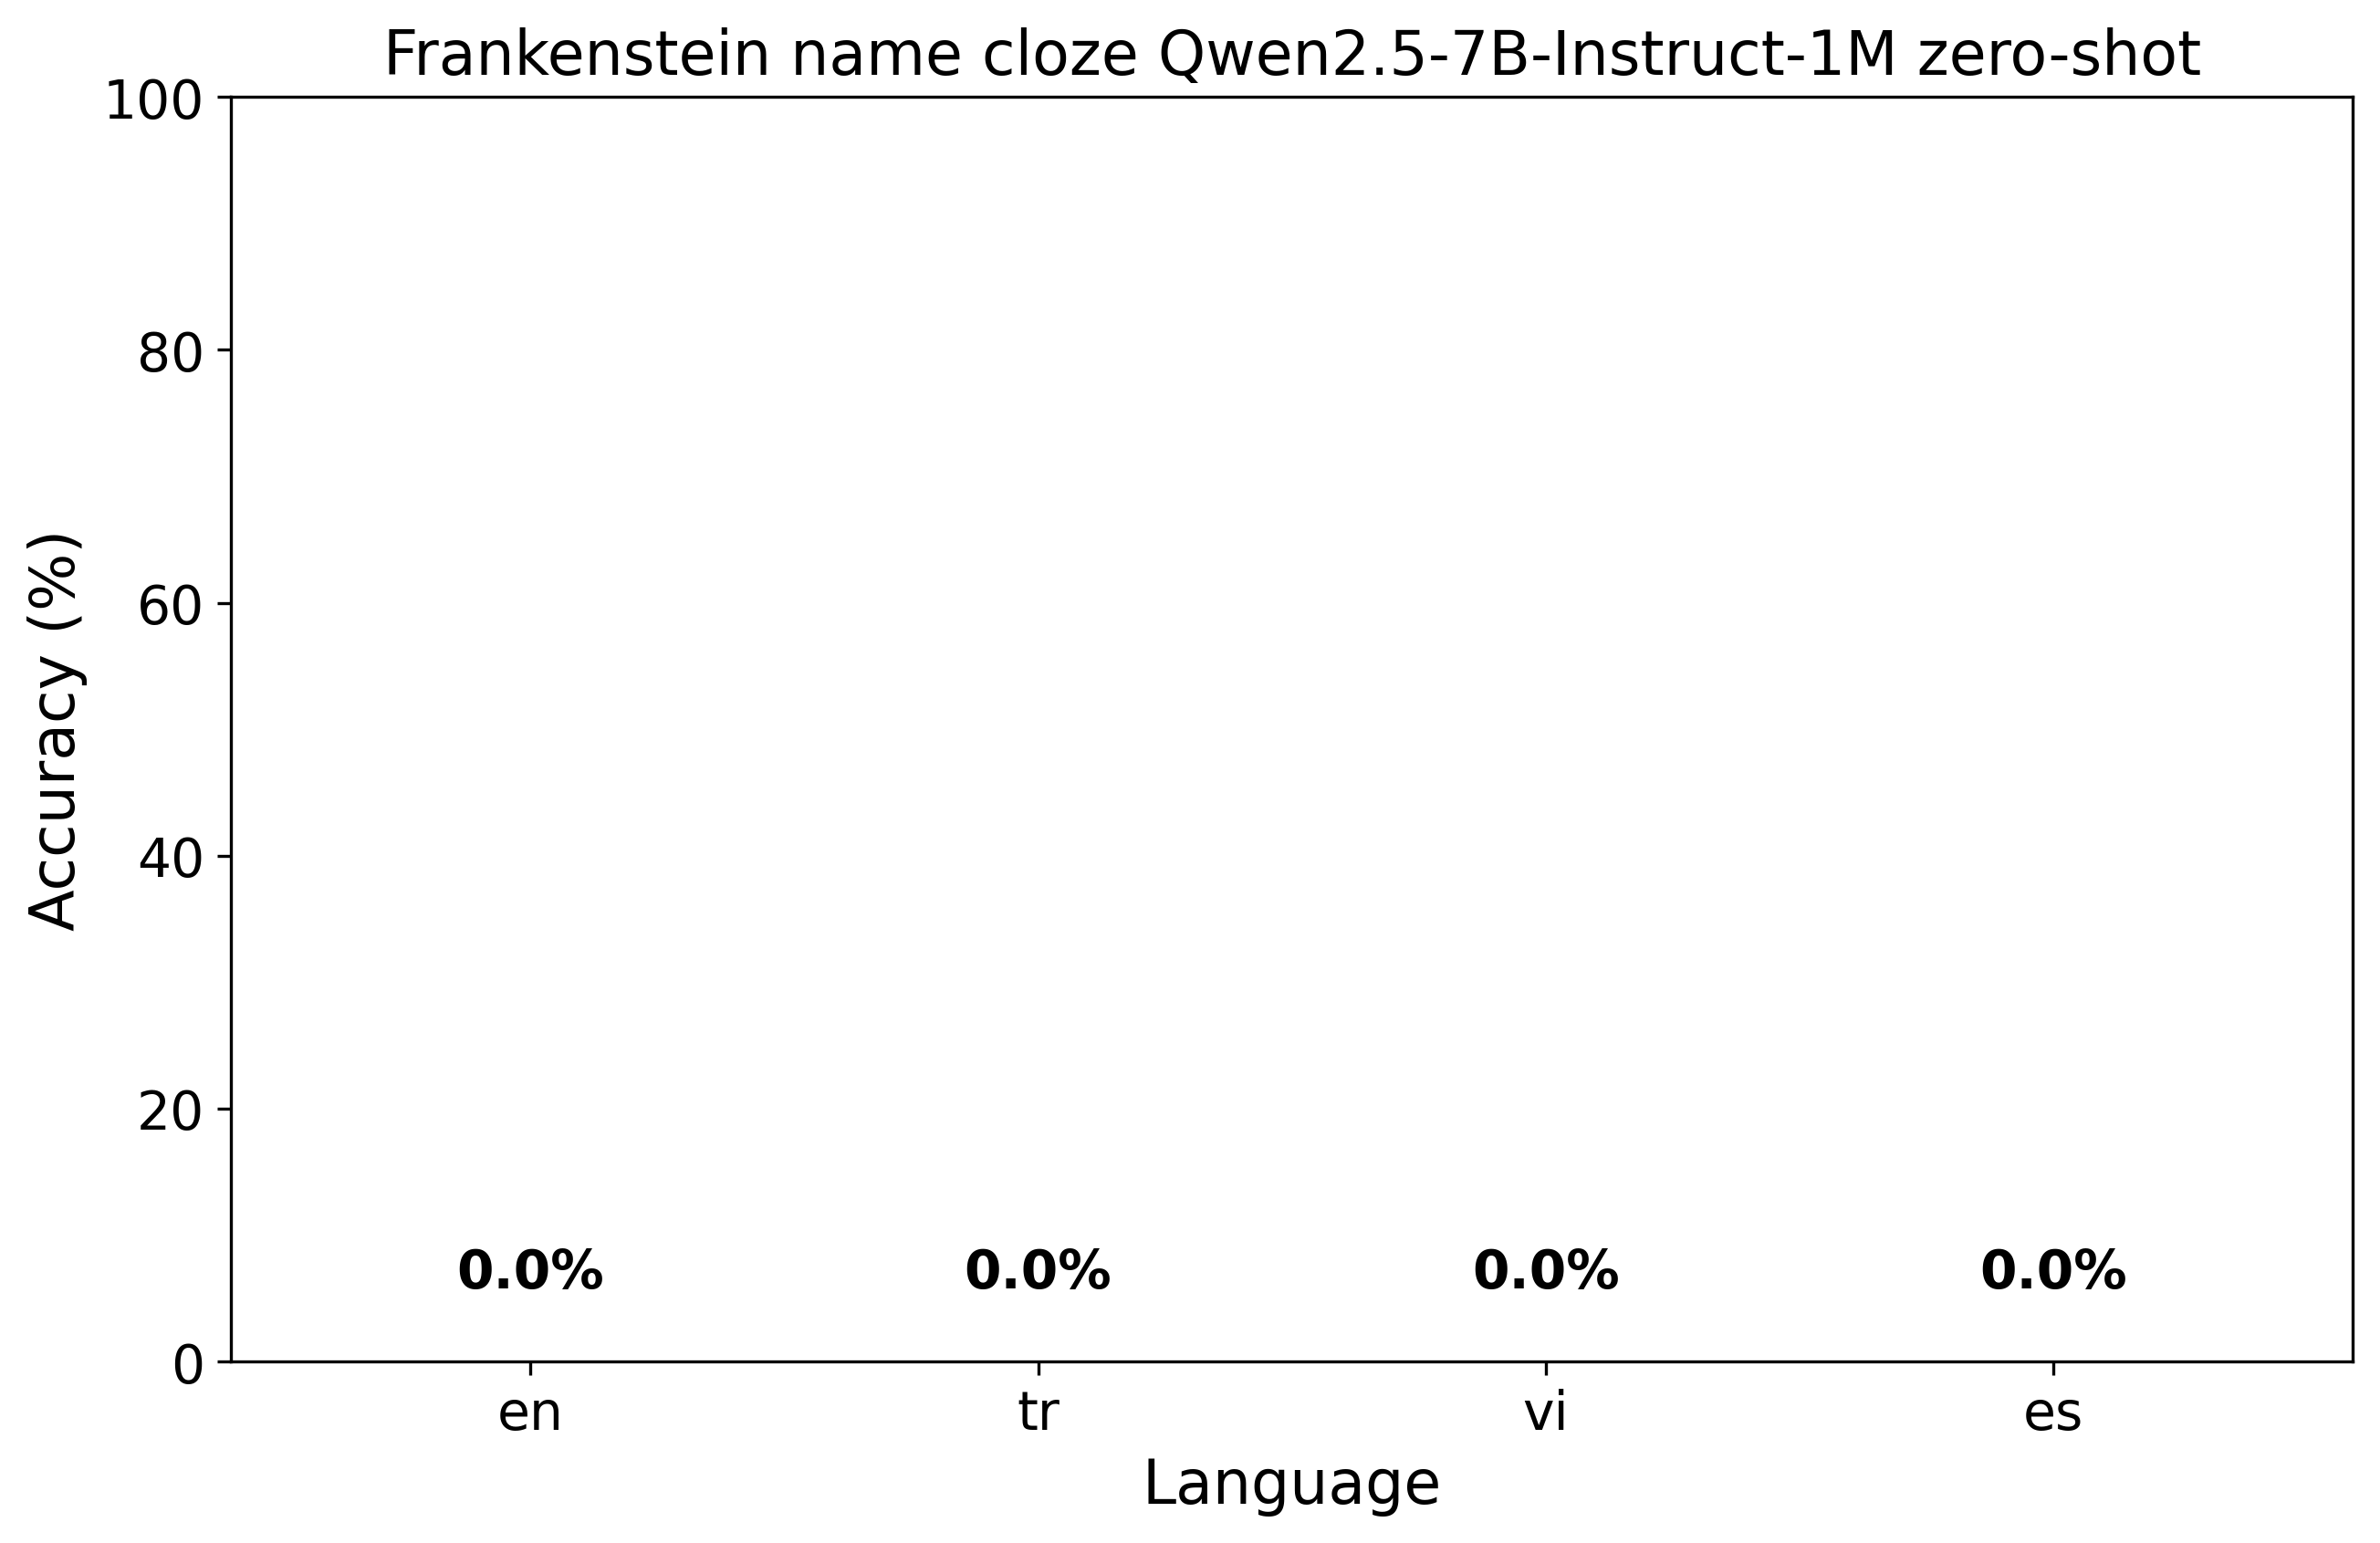 Frankenstein name cloze Qwen2.5-7B-Instruct-1M zero-shot
100
80
60
40
20
0
Accuracy (%)
0.0% 0.0% 0.0% 0.0%
en tr vi es
Language